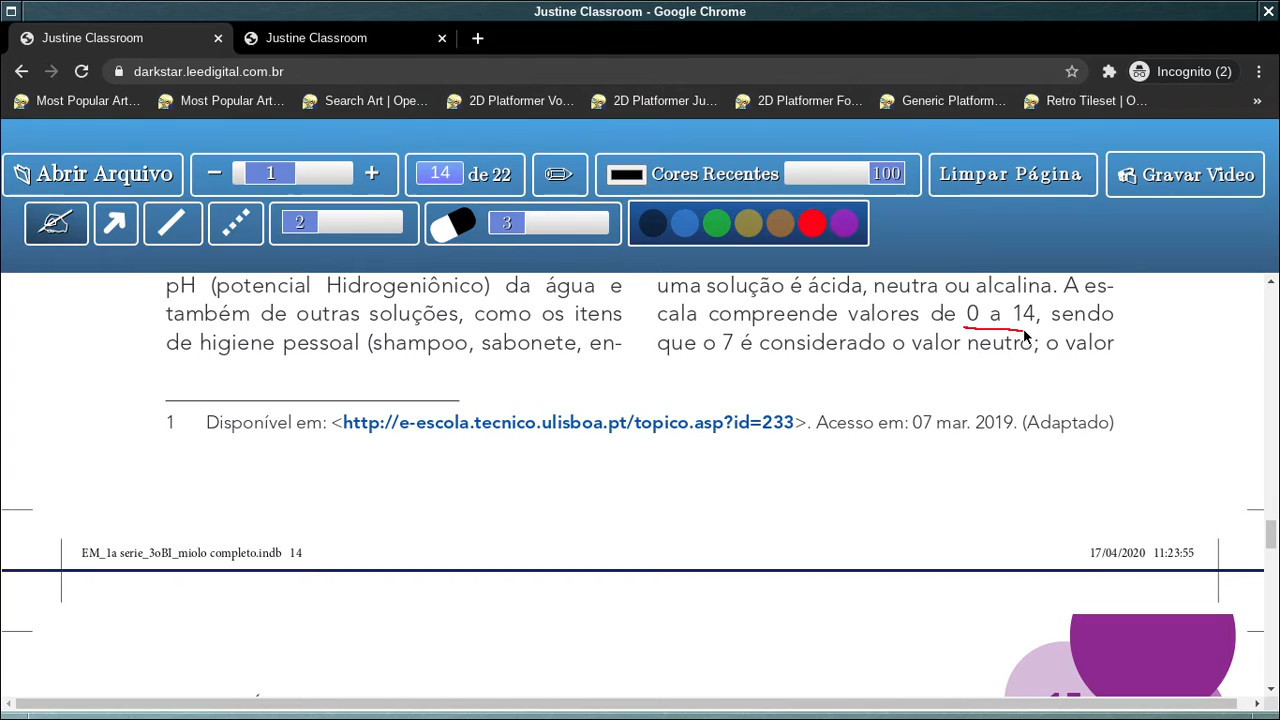 Justine Classroom - Google Chrome
Justine Classroom
Justine Classroom
darkstar.leedigital.com.br
Incognito (2)
Most Popular Art…
Most Popular Art…
Search Art | Ope…
2D Platformer Vo…
2D Platformer Ju…
2D Platformer Fo…
Generic Platform…
Retro Tileset | O…
»
Abrir Arquivo
− 1 +
14 de 22
Cores Recentes 100
Limpar Página
Gravar Video
2
3
pH (potencial Hidrogeniônico) da água e
também de outras soluções, como os itens
de higiene pessoal (shampoo, sabonete, en-
uma solução é ácida, neutra ou alcalina. A es-
cala compreende valores de 0 a 14, sendo
que o 7 é considerado o valor neutro; o valor
1 Disponível em: <http://e-escola.tecnico.ulisboa.pt/topico.asp?id=233>. Acesso em: 07 mar. 2019. (Adaptado)
EM_1a serie_3oBI_miolo completo.indb 14
17/04/2020 11:23:55